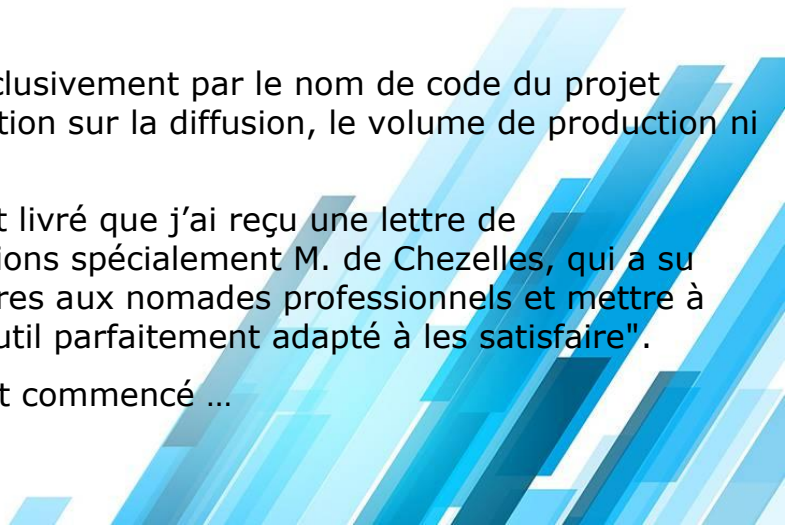 clusivement par le nom de code du projet
tion sur la diffusion, le volume de production ni
t livré que j’ai reçu une lettre de
ions spécialement M. de Chezelles, qui a su
res aux nomades professionnels et mettre à
util parfaitement adapté à les satisfaire".
t commencé …